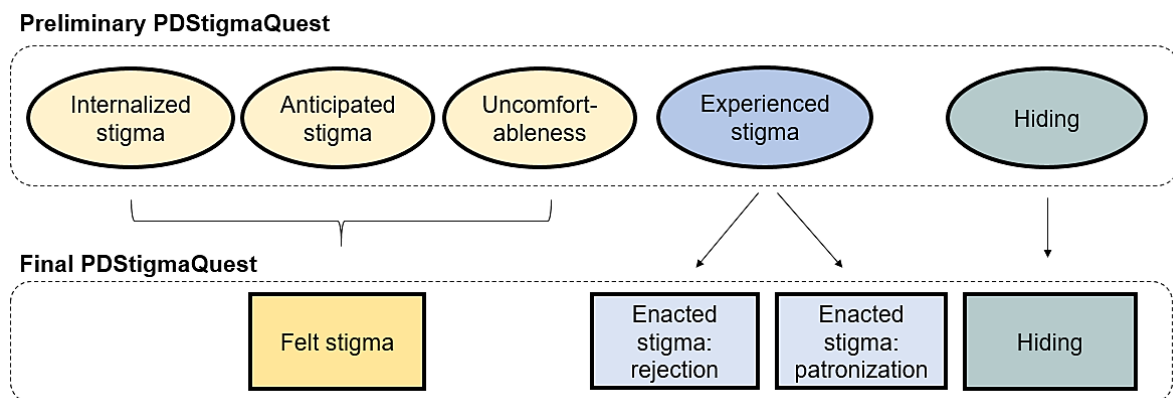 Preliminary PDStigmaQuest
Internalized
stigma
Anticipated
stigma
Uncomfort-
ableness
Experienced
stigma
Hiding
Final PDStigmaQuest
Felt stigma
Enacted
stigma:
rejection
Enacted
stigma:
patronization
Hiding